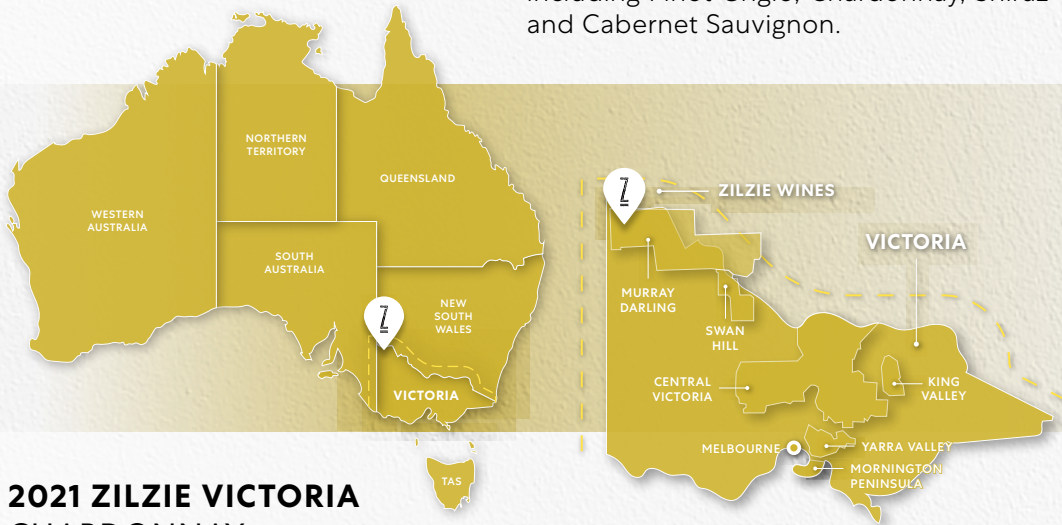 and Cabernet Sauvignon.
NORTHERN
TERRITORY
QUEENSLAND
WESTERN
AUSTRALIA
SOUTH
AUSTRALIA
NEW
SOUTH
WALES
VICTORIA
TAS
Z
Z
ZILZIE WINES
VICTORIA
MURRAY
DARLING
SWAN
HILL
CENTRAL
VICTORIA
KING
VALLEY
MELBOURNE
YARRA VALLEY
MORNINGTON
PENINSULA
2021 ZILZIE VICTORIA
CHARDONNAY